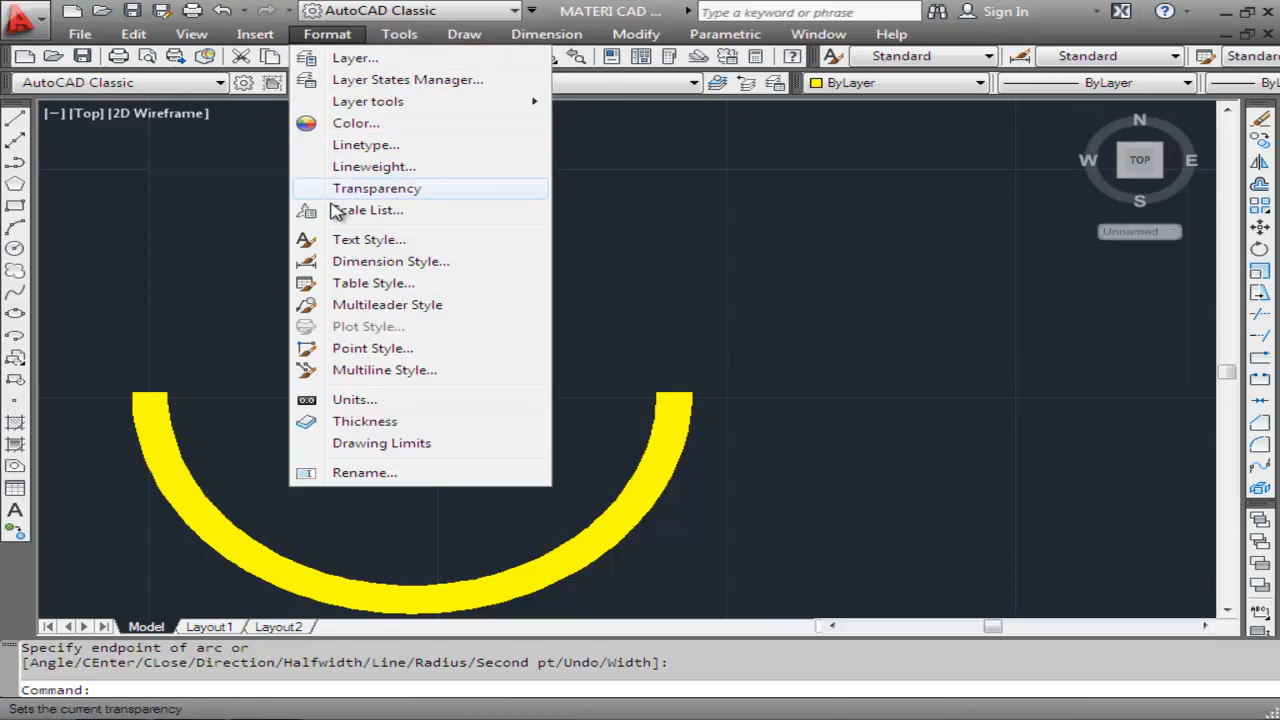 AutoCAD Classic
MATERI CAD ...
Type a keyword or phrase
Sign In
File Edit View Insert Format Tools Draw Dimension Modify Parametric Window Help
Standard Standard Standa
AutoCAD Classic
ByLayer ByLayer ByL
[−] [Top] [2D Wireframe]
Layer...
Layer States Manager...
Layer tools
Color...
Linetype...
Lineweight...
Transparency
Scale List...
Text Style...
Dimension Style...
Table Style...
Multileader Style
Plot Style...
Point Style...
Multiline Style...
Units...
Thickness
Drawing Limits
Rename...
N
W TOP E
S
Unnamed
Model Layout1 Layout2
Specify endpoint of arc or
[Angle/CEnter/CLose/Direction/Halfwidth/Line/Radius/Second pt/Undo/Width]:
Command:
Sets the current transparency